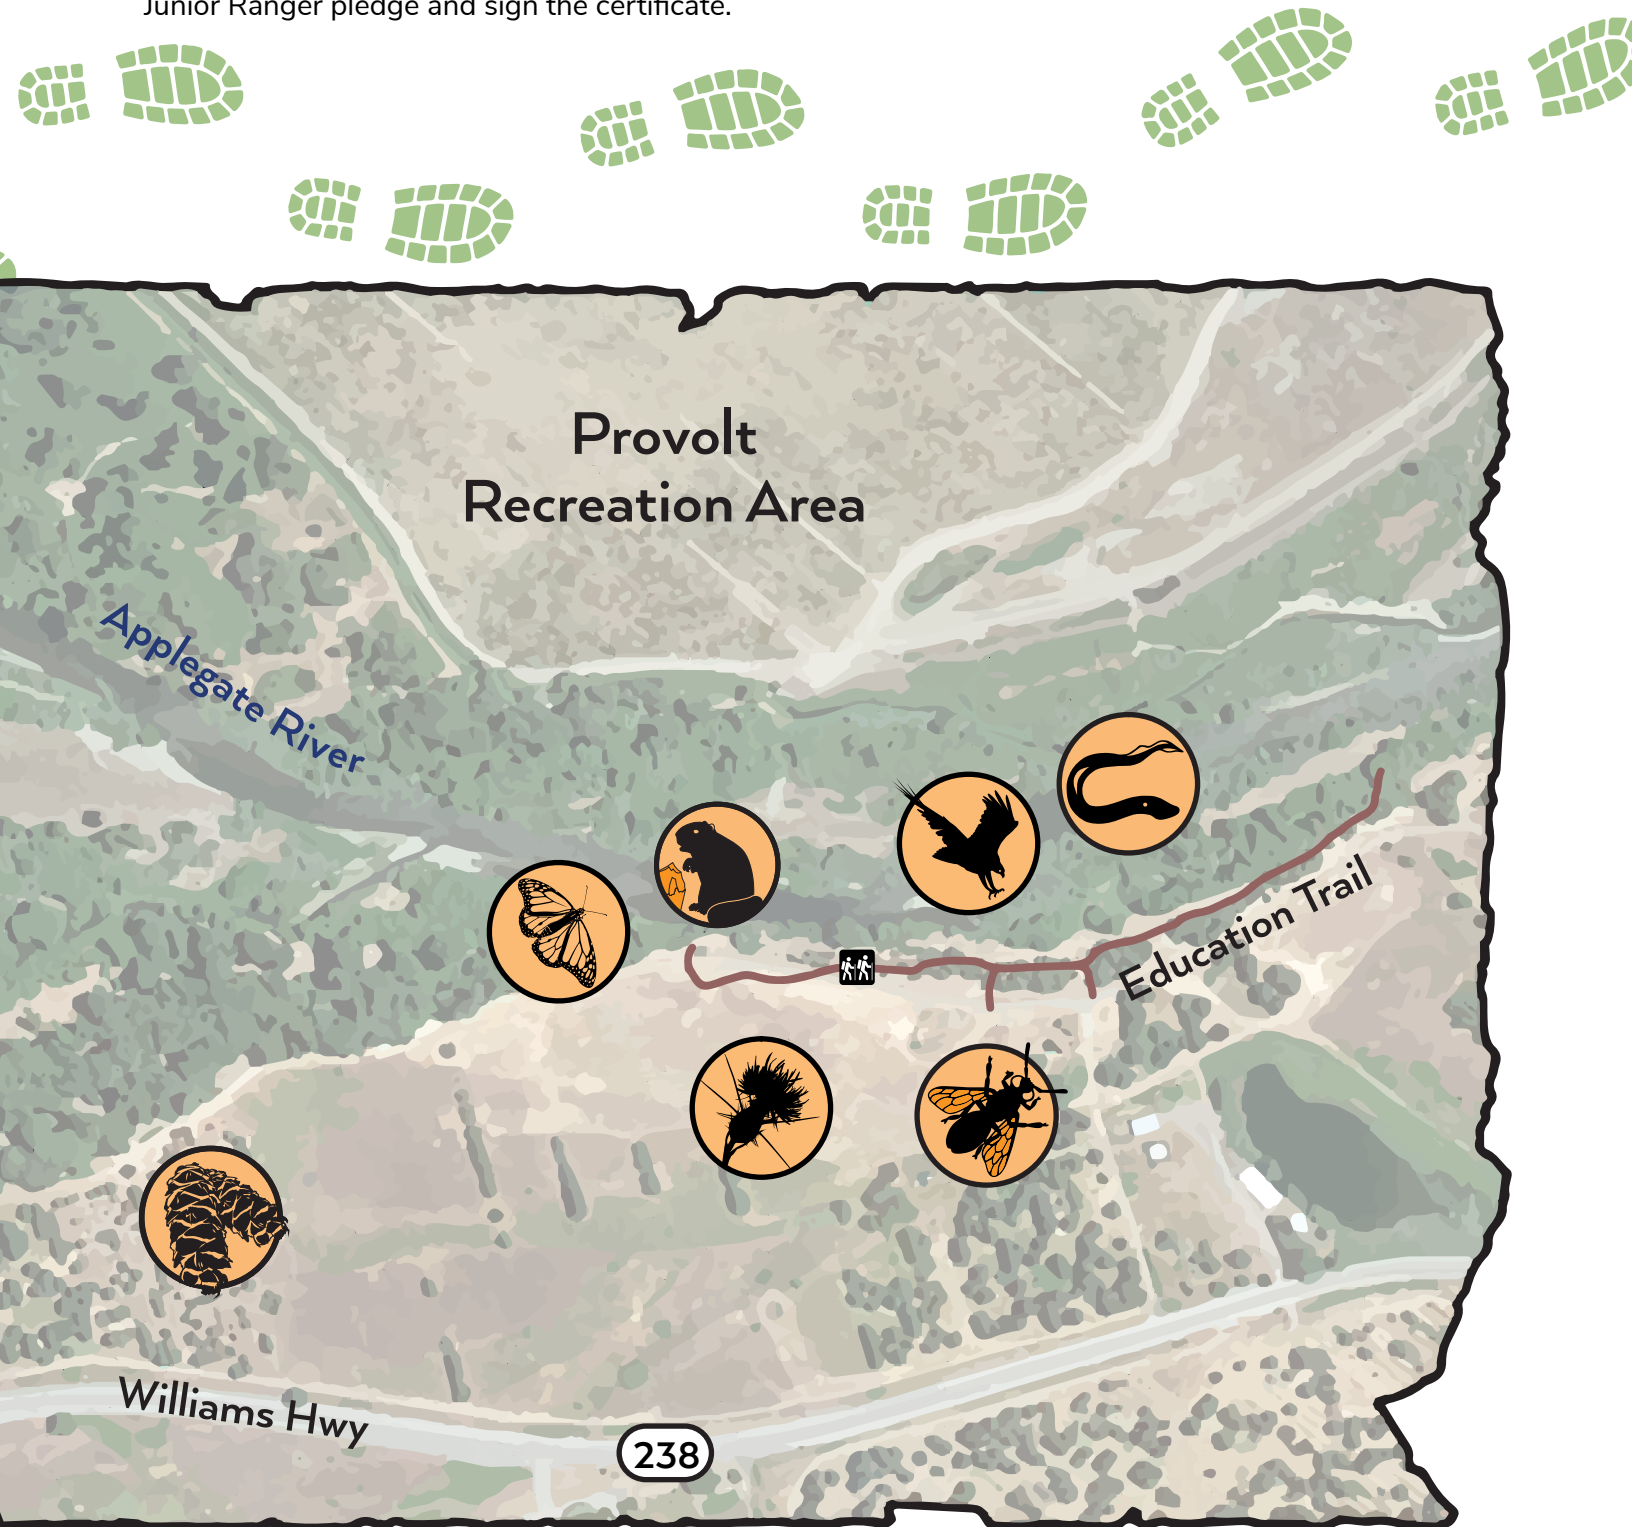 Junior Ranger pledge and sign the certificate.
Provolt
Recreation Area
Applegate River
Education Trail
Williams Hwy
238